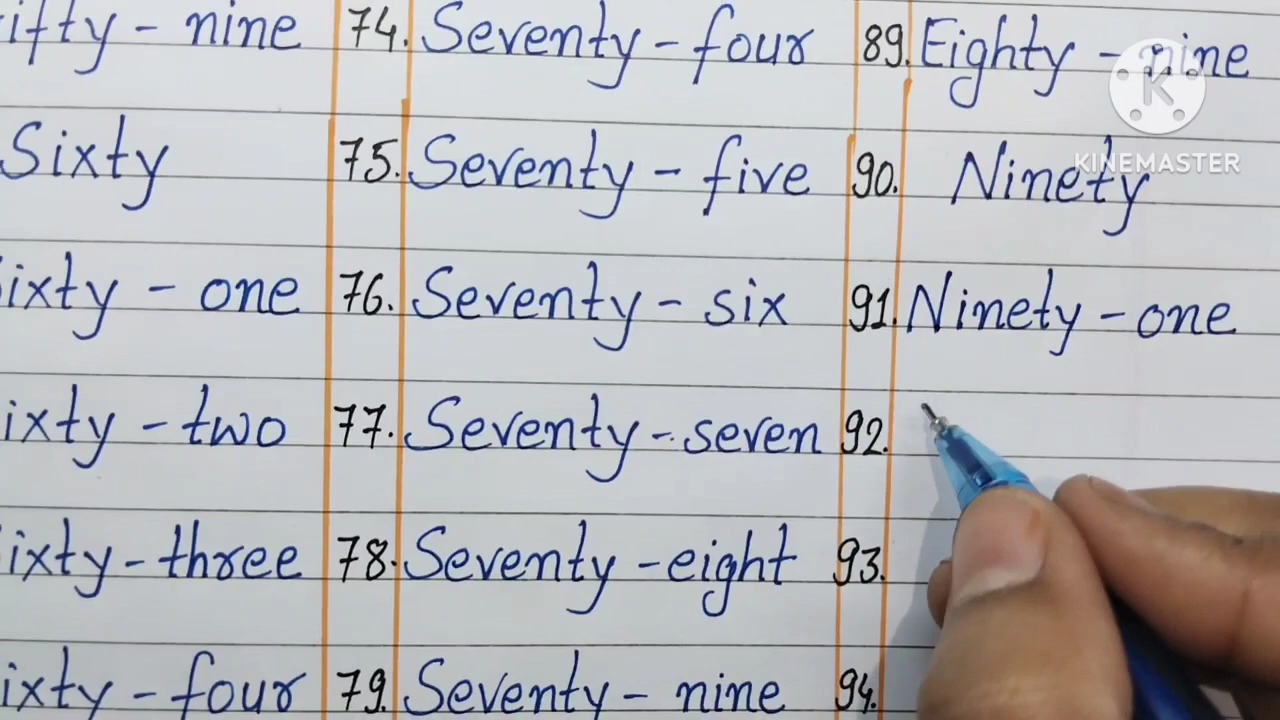 ifty - nine 74. Seventy - four 89. Eighty - nine
Sixty 75. Seventy - five 90. Ninety
ixty - one 76. Seventy - six 91. Ninety - one
ixty - two 77. Seventy - seven 92.
ixty - three 78. Seventy - eight 93.
ixty - four 79. Seventy - nine 94.
K
KINEMASTER